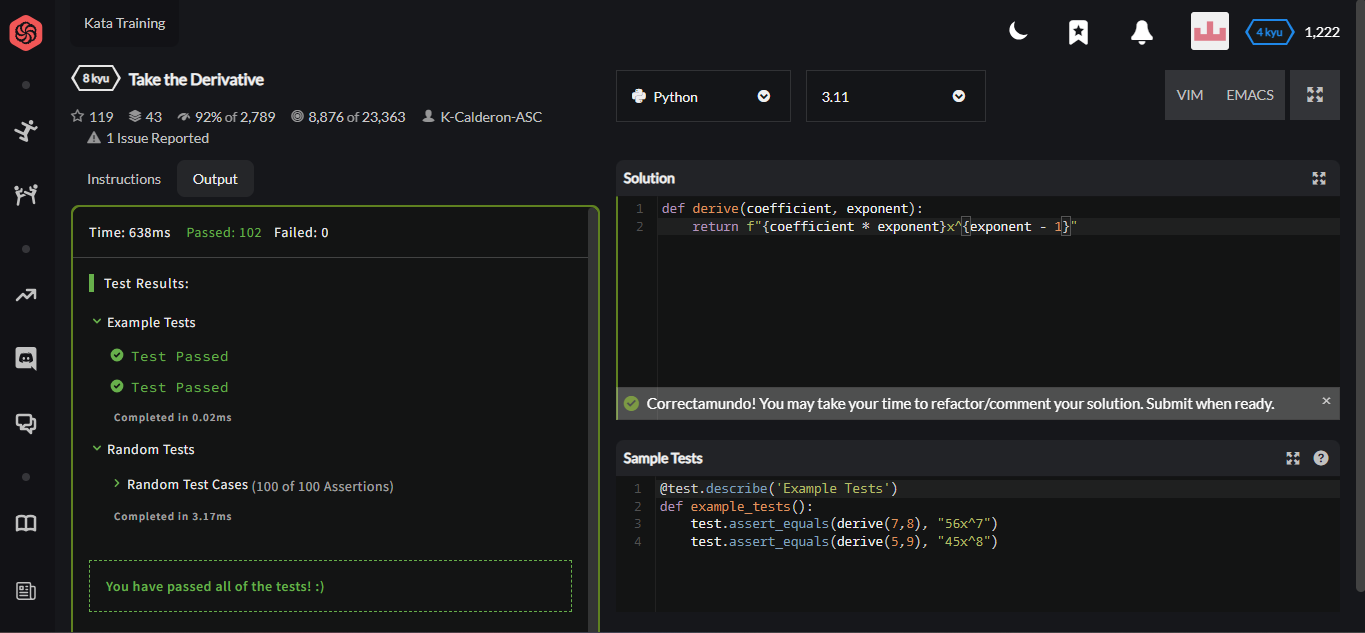 Kata Training
4 kyu 1,222
8 kyu Take the Derivative
119 43 92% of 2,789 8,876 of 23,363 K-Calderon-ASC
1 Issue Reported
Python 3.11 VIM EMACS
Instructions Output
Time: 638ms Passed: 102 Failed: 0
Test Results:
Example Tests
Test Passed
Test Passed
Completed in 0.02ms
Random Tests
Random Test Cases (100 of 100 Assertions)
Completed in 3.17ms
You have passed all of the tests! :)
Solution
1 def derive(coefficient, exponent):
2     return f"{coefficient * exponent}x^{exponent - 1}"
Correctamundo! You may take your time to refactor/comment your solution. Submit when ready. ×
Sample Tests ?
1 @test.describe('Example Tests')
2 def example_tests():
3     test.assert_equals(derive(7,8), "56x^7")
4     test.assert_equals(derive(5,9), "45x^8")